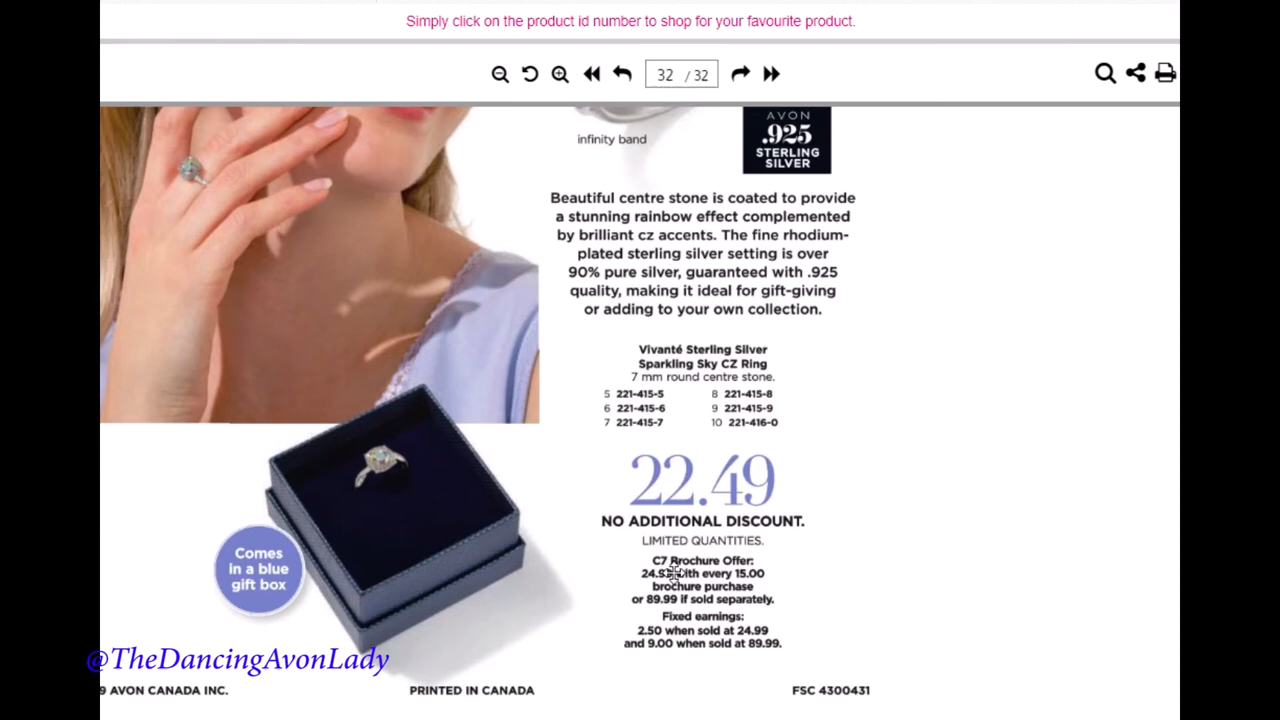 Simply click on the product id number to shop for your favourite product.
32 / 32
infinity band
AVON
.925
STERLING
SILVER
Beautiful centre stone is coated to provide
a stunning rainbow effect complemented
by brilliant cz accents. The fine rhodium-
plated sterling silver setting is over
90% pure silver, guaranteed with .925
quality, making it ideal for gift-giving
or adding to your own collection.
Vivanté Sterling Silver
Sparkling Sky CZ Ring
7 mm round centre stone.
5 221-415-5 8 221-415-8
6 221-415-6 9 221-415-9
7 221-415-7 10 221-416-0
22.49
NO ADDITIONAL DISCOUNT.
LIMITED QUANTITIES.
C7 Brochure Offer:
with every 15.00
brochure purchase
or 89.99 if sold separately.
Fixed earnings:
2.50 when sold at 24.99
and 9.00 when sold at 89.99.
Comes
in a blue
gift box
@TheDancingAvonLady
9 AVON CANADA INC. PRINTED IN CANADA FSC 4300431